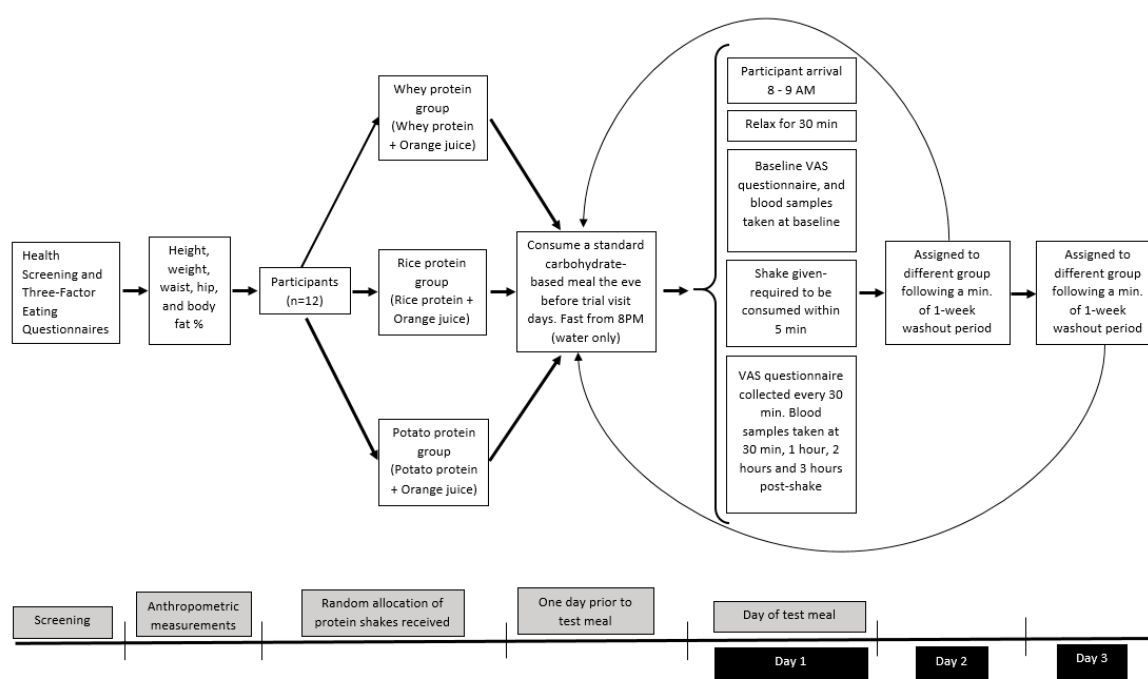 Health
Screening and
Three-Factor
Eating
Questionnaires
Height,
weight,
waist, hip,
and body
fat %
Participants
(n=12)
Whey protein
group
(Whey protein
+ Orange juice)
Rice protein
group
(Rice protein +
Orange juice)
Potato protein
group
(Potato protein
+ Orange juice)
Consume a standard
carbohydrate-
based meal the eve
before trial visit
days. Fast from 8PM
(water only)
Participant arrival
8 - 9 AM
Relax for 30 min
Baseline VAS
questionnaire, and
blood samples
taken at baseline
Shake given-
required to be
consumed within
5 min
VAS questionnaire
collected every 30
min. Blood
samples taken at
30 min, 1 hour, 2
hours and 3 hours
post-shake
Assigned to
different group
following a min.
of 1-week
washout period
Assigned to
different group
following a min.
of 1-week
washout period
Screening
Anthropometric
measurements
Random allocation of
protein shakes received
One day prior to
test meal
Day of test meal
Day 1
Day 2
Day 3